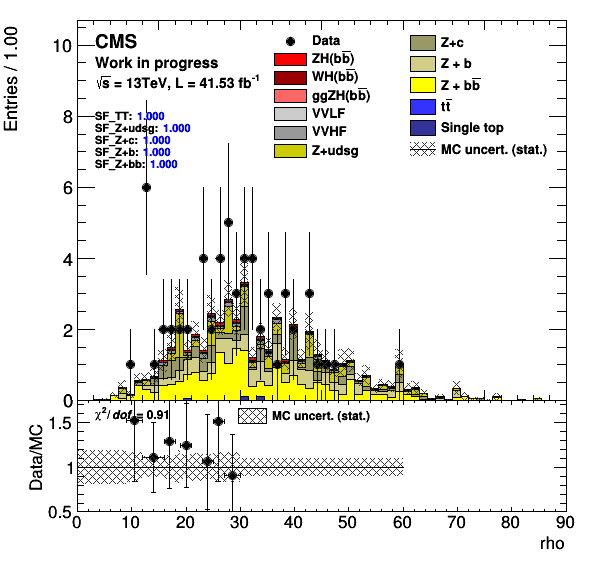 CMS
Work in progress
√s = 13TeV, L = 41.53 fb⁻¹
SF_TT: 1.000
SF_Z+udsg: 1.000
SF_Z+c: 1.000
SF_Z+b: 1.000
SF_Z+bb: 1.000
Data
ZH(bb̅)
WH(bb̅)
ggZH(bb̅)
VVLF
VVHF
Z+udsg
Z+c
Z + b
Z + bb̅
tt̅
Single top
MC uncert. (stat.)
Entries / 1.00
10
8
6
4
2
0
χ²/dof = 0.91
MC uncert. (stat.)
Data/MC
1.5
1
0.5
0 10 20 30 40 50 60 70 80 90
rho